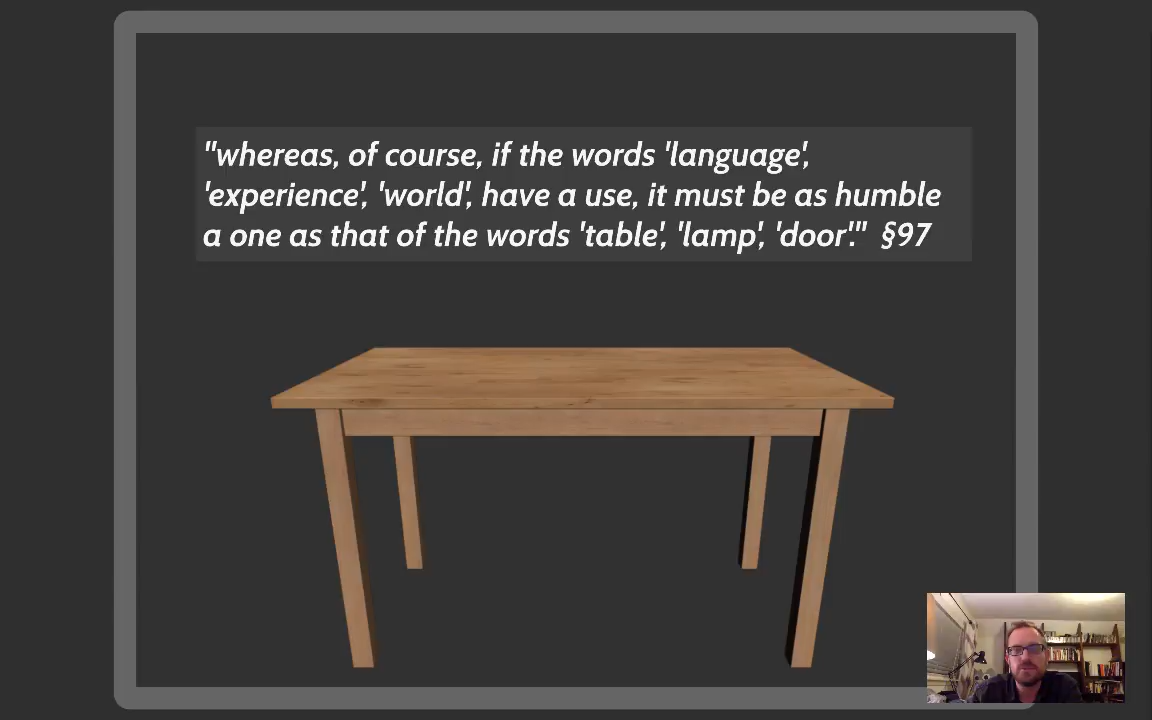 "whereas, of course, if the words 'language',
'experience', 'world', have a use, it must be as humble
a one as that of the words 'table', 'lamp', 'door'." §97